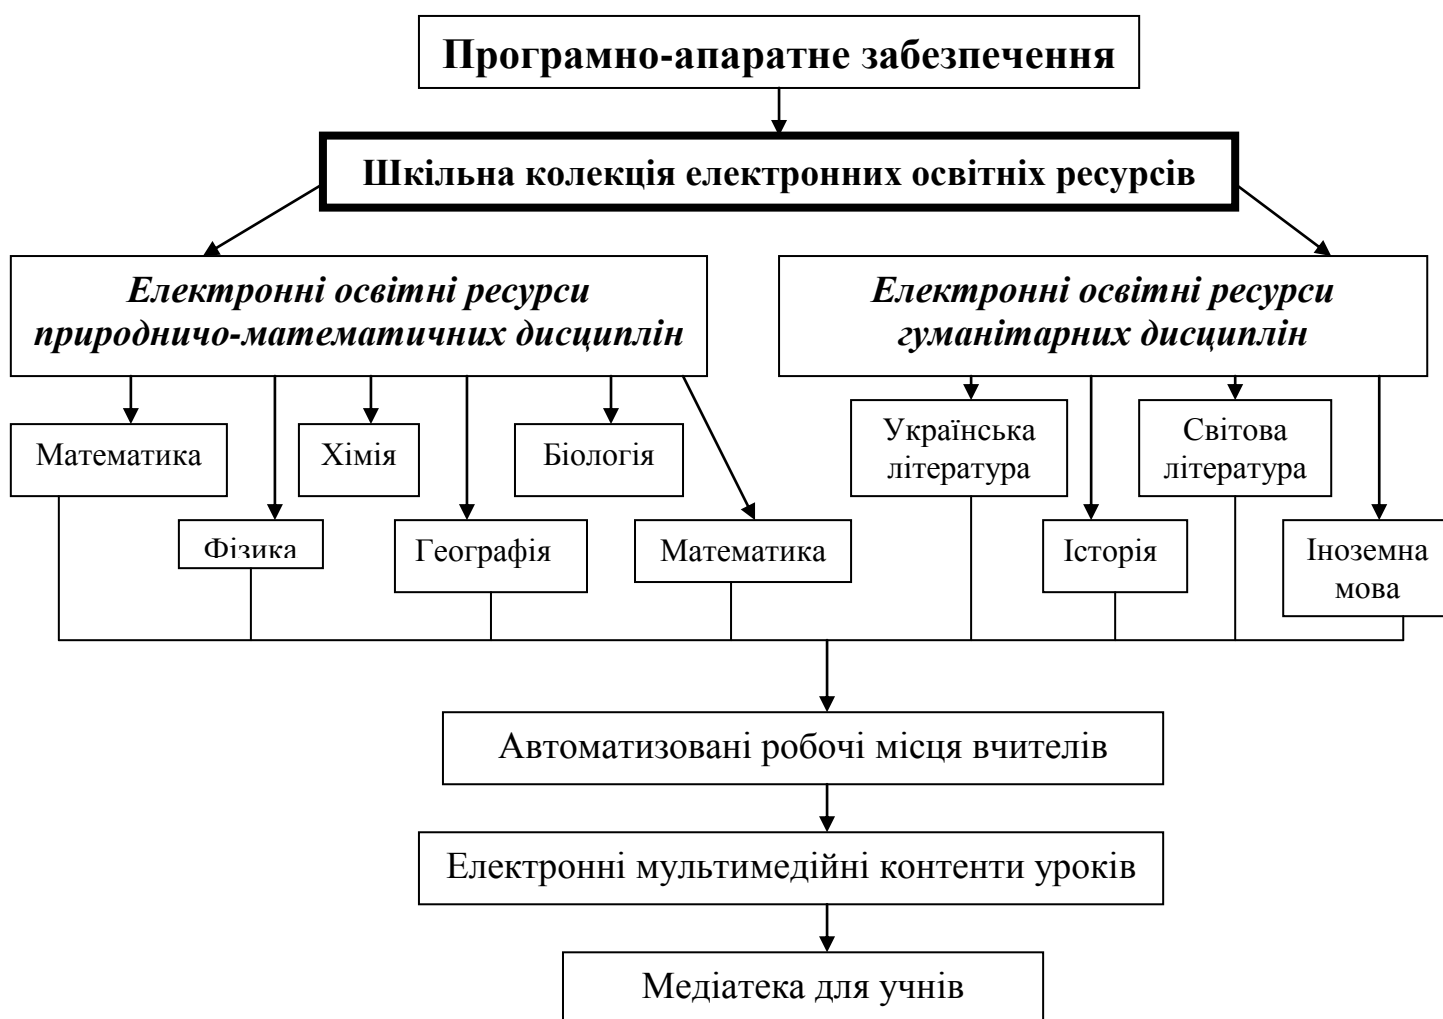 Програмно-апаратне забезпечення
Шкільна колекція електронних освітніх ресурсів
Електронні освітні ресурси
природничо-математичних дисциплін
Електронні освітні ресурси
гуманітарних дисциплін
Математика
Хімія
Біологія
Українська
література
Світова
література
Фізика
Географія
Математика
Історія
Іноземна
мова
Автоматизовані робочі місця вчителів
Електронні мультимедійні контенти уроків
Медіатека для учнів